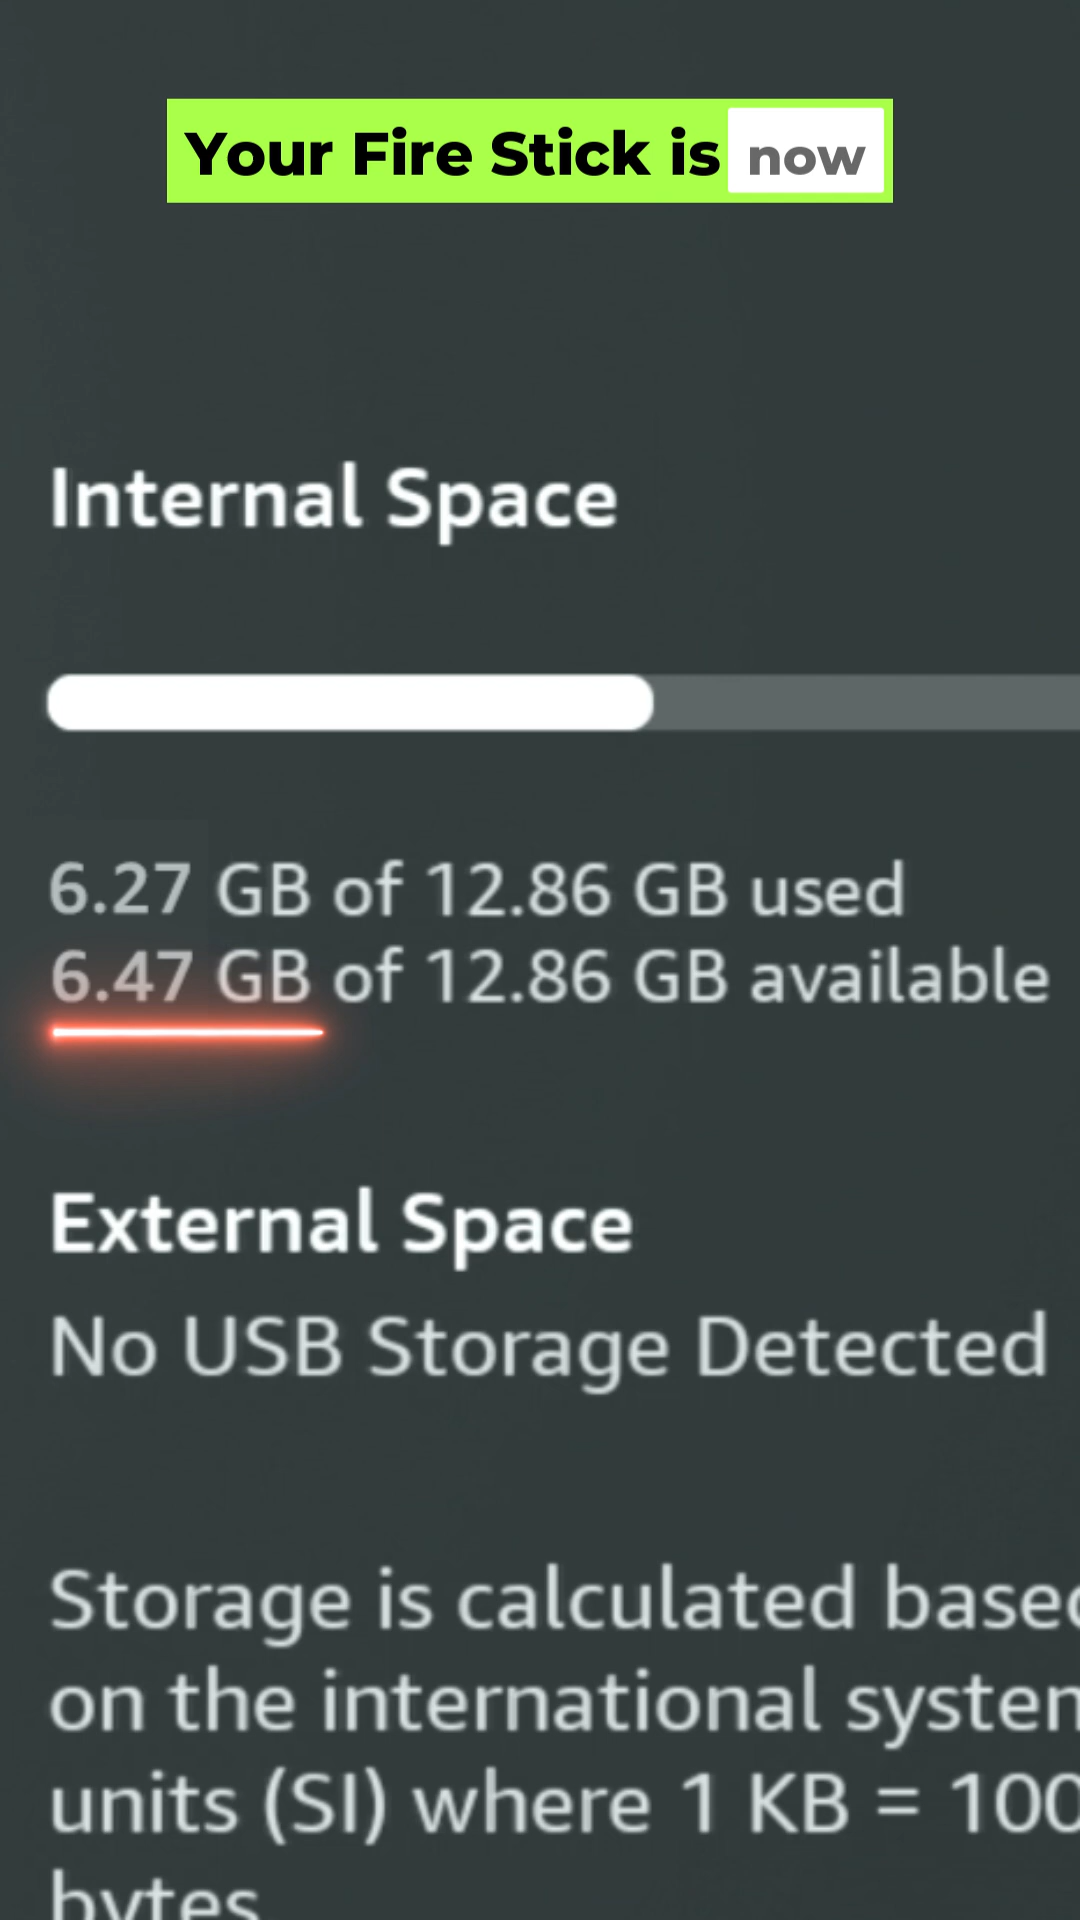 Your Fire Stick is now
Internal Space
6.27 GB of 12.86 GB used
6.47 GB of 12.86 GB available
External Space
No USB Storage Detected
Storage is calculated based
on the international system
units (SI) where 1 KB = 100
bytes